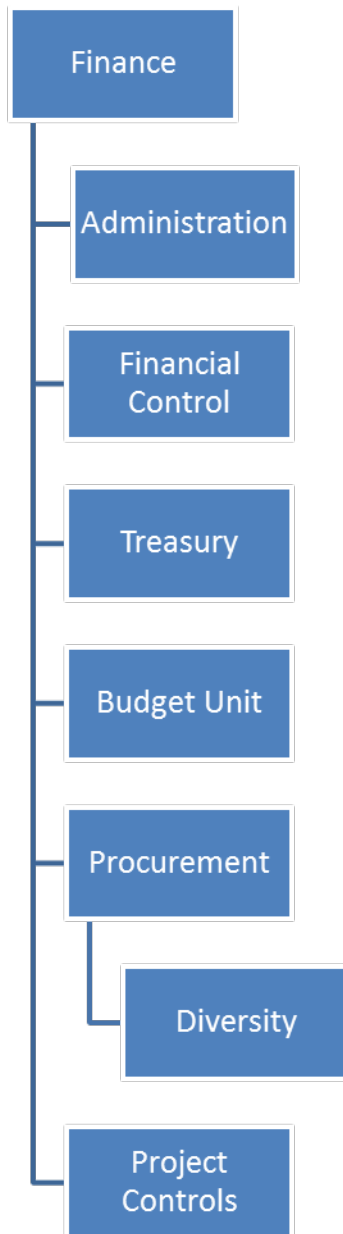 Finance
Administration
Financial
Control
Treasury
Budget Unit
Procurement
Diversity
Project
Controls